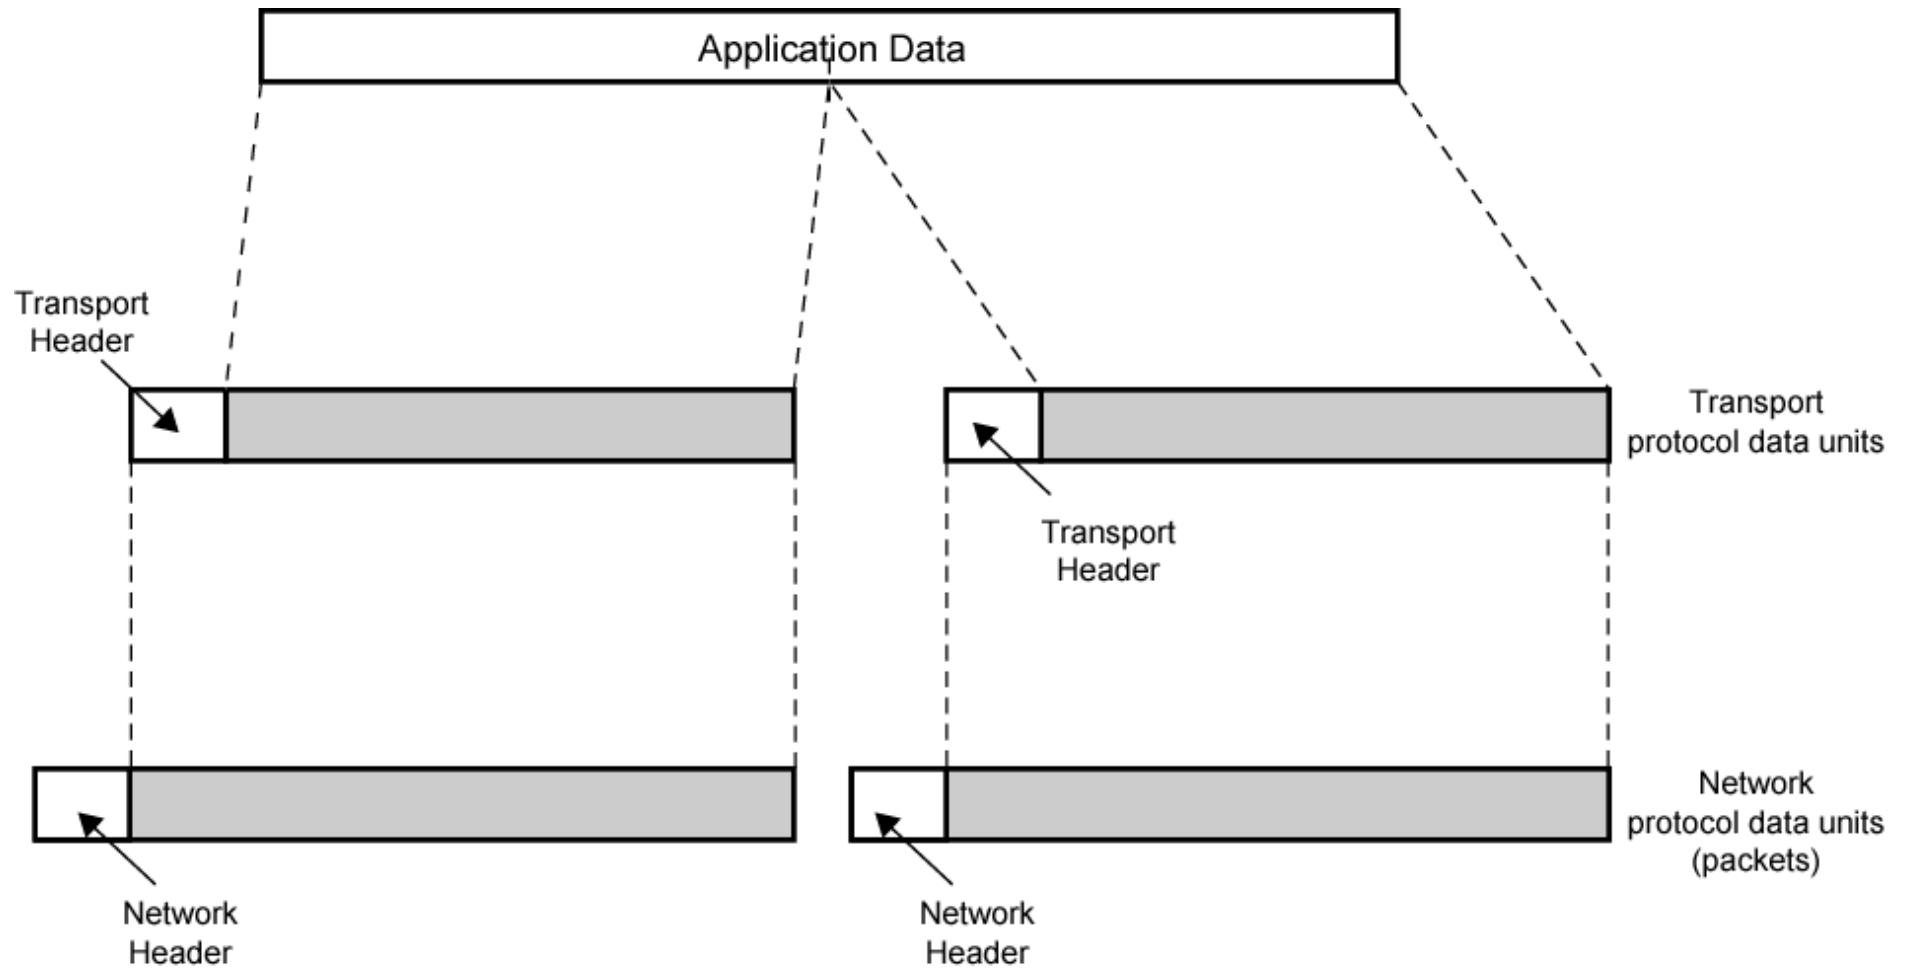 Application Data
Transport
Header
Transport
protocol data units
Transport
Header
Network
protocol data units
(packets)
Network
Header
Network
Header